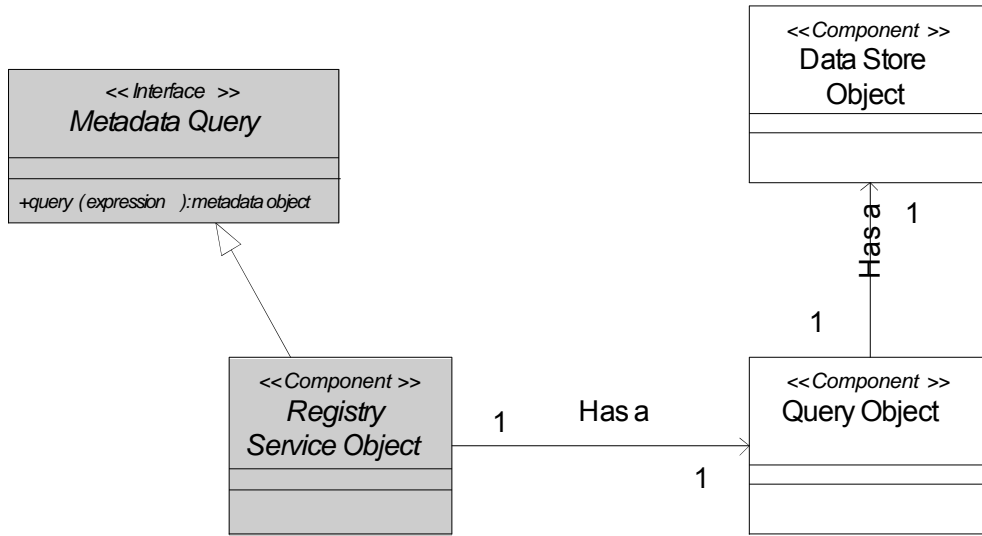 << Interface >>
Metadata Query
+query (expression ):metadata object
<<Component >>
Data Store
Object
Has a
1
1
<<Component >>
Registry
Service Object
1
Has a
1
<<Component >>
Query Object